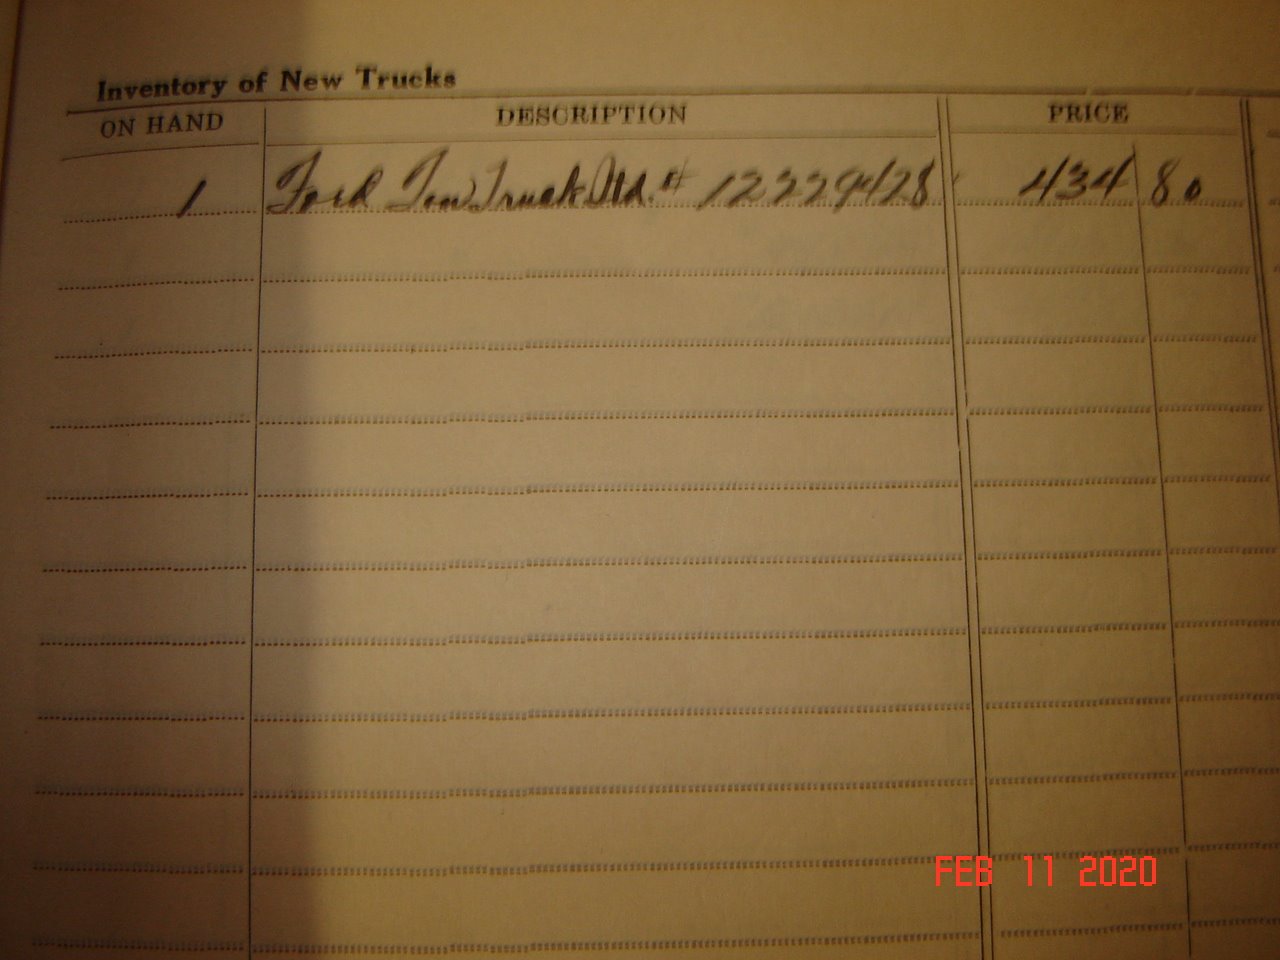 Inventory of New Trucks
ON HAND DESCRIPTION PRICE
1 Ford Ton Truck Std. # 12229428 434 80
FEB 11 2020